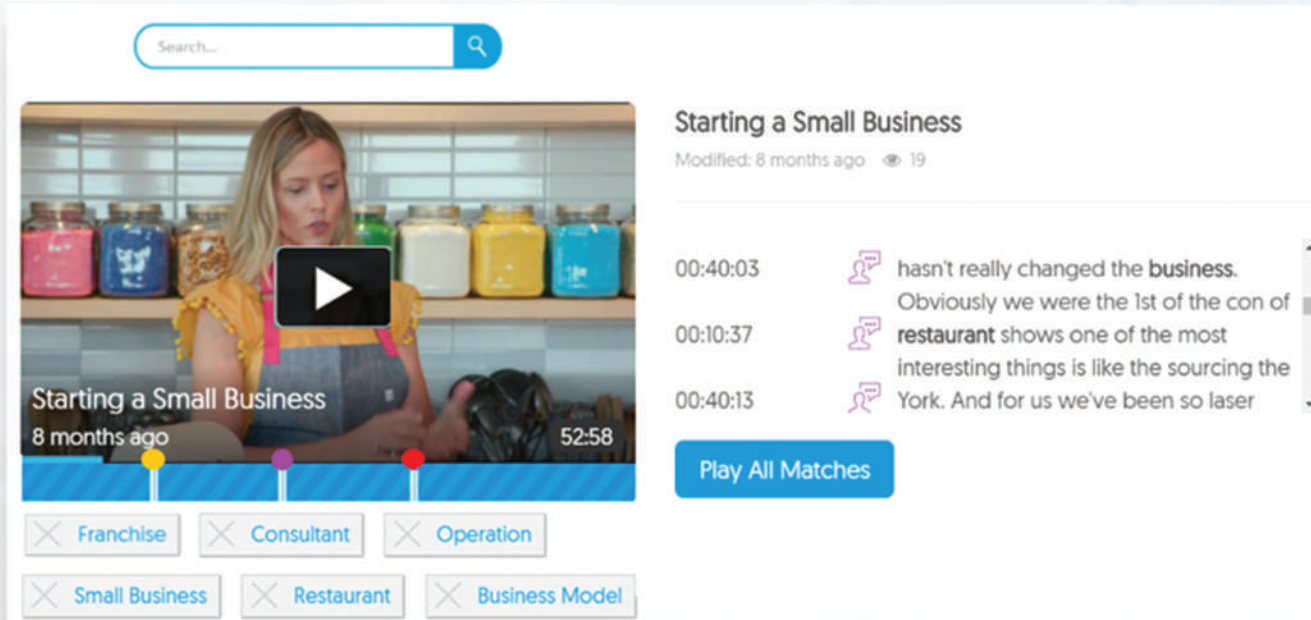 Search...
Starting a Small Business
8 months ago
52:58
Franchise
Consultant
Operation
Small Business
Restaurant
Business Model
Starting a Small Business
Modified: 8 months ago 19
00:40:03 hasn't really changed the business.
Obviously we were the 1st of the con of
00:10:37 restaurant shows one of the most
interesting things is like the sourcing the
00:40:13 York. And for us we've been so laser
Play All Matches